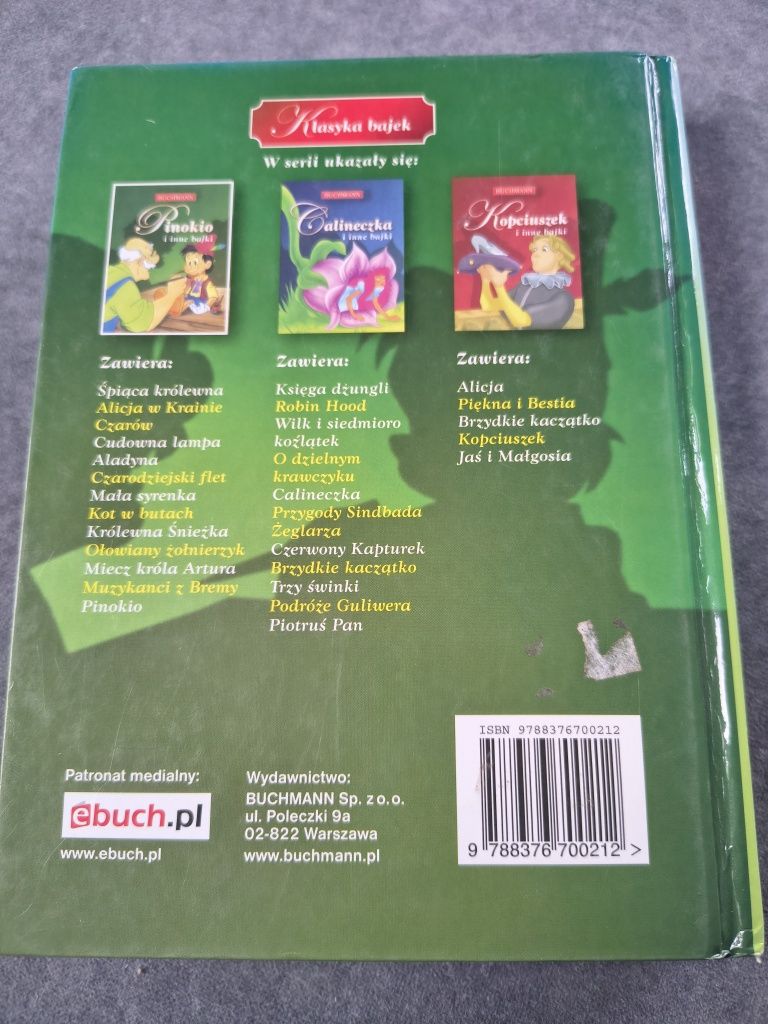 Klasyka bajek
W serii ukazały się:
BUCHMANN
Pinokio
i inne bajki
BUCHMANN
Calineczka
i inne bajki
BUCHMANN
Kopciuszek
i inne bajki
Zawiera:
Śpiąca królewna
Alicja w Krainie
Czarów
Cudowna lampa
Aladyna
Czarodziejski flet
Mała syrenka
Kot w butach
Królewna Śnieżka
Ołowiany żołnierzyk
Miecz króla Artura
Muzykanci z Bremy
Pinokio
Zawiera:
Księga dżungli
Robin Hood
Wilk i siedmioro
koźlątek
O dzielnym
krawczyku
Calineczka
Przygody Sindbada
Żeglarza
Czerwony Kapturek
Brzydkie kaczątko
Trzy świnki
Podróże Guliwera
Piotruś Pan
Zawiera:
Alicja
Piękna i Bestia
Brzydkie kaczątko
Kopciuszek
Jaś i Małgosia
Patronat medialny:
ebuch.pl
www.ebuch.pl
Wydawnictwo:
BUCHMANN Sp. z o.o.
ul. Poleczki 9a
02-822 Warszawa
www.buchmann.pl
ISBN 9788376700212
9 788376 700212 >